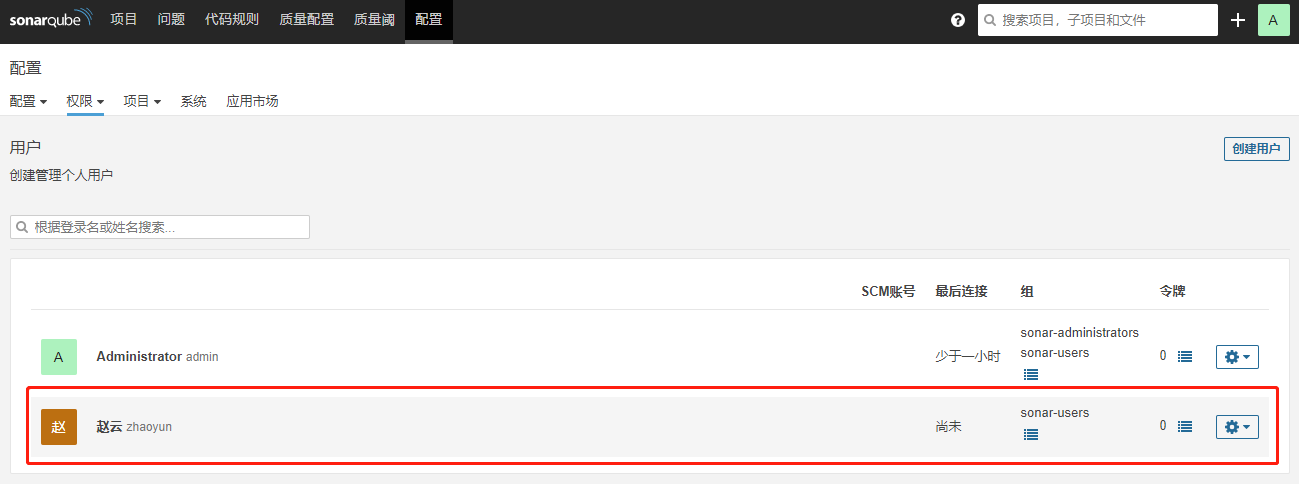 sonarqube 项目 问题 代码规则 质量配置 质量阈 配置 搜索项目，子项目和文件 A
配置
配置 权限 项目 系统 应用市场
用户
创建用户
创建管理个人用户
根据登录名或姓名搜索...
SCM账号 最后连接 组 令牌
A Administrator admin 少于一小时 sonar-administrators
sonar-users
0
赵 赵云 zhaoyun 尚未 sonar-users
0